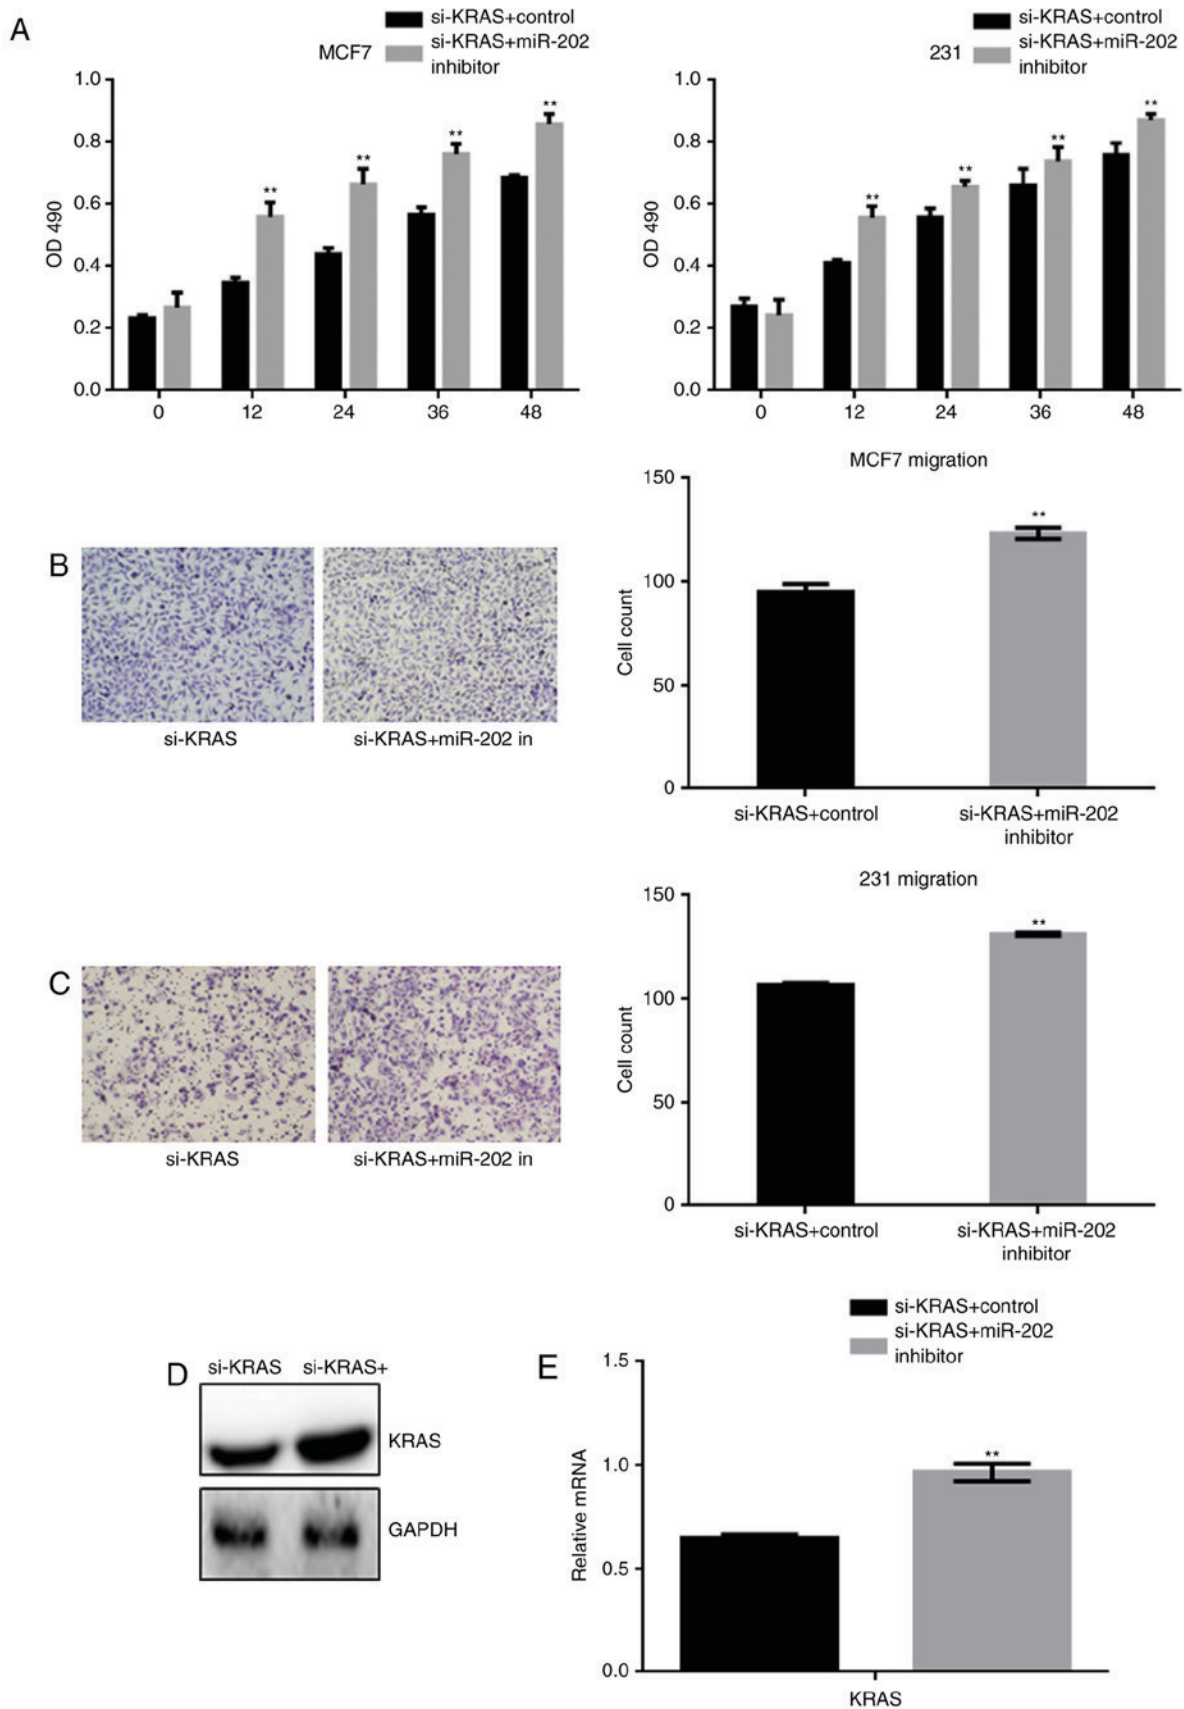 A
MCF7
si-KRAS+control
si-KRAS+miR-202
inhibitor
OD 490
1.0
0.8
0.6
0.4
0.2
0.0
**
**
**
**
0
12
24
36
48
231
si-KRAS+control
si-KRAS+miR-202
inhibitor
OD 490
1.0
0.8
0.6
0.4
0.2
0.0
**
**
**
**
0
12
24
36
48
B
si-KRAS
si-KRAS+miR-202 in
MCF7 migration
Cell count
150
100
50
0
**
si-KRAS+control
si-KRAS+miR-202
inhibitor
C
si-KRAS
si-KRAS+miR-202 in
231 migration
Cell count
150
100
50
0
**
si-KRAS+control
si-KRAS+miR-202
inhibitor
D
si-KRAS
si-KRAS+
KRAS
GAPDH
E
si-KRAS+control
si-KRAS+miR-202
inhibitor
Relative mRNA
1.5
1.0
0.5
0.0
**
KRAS